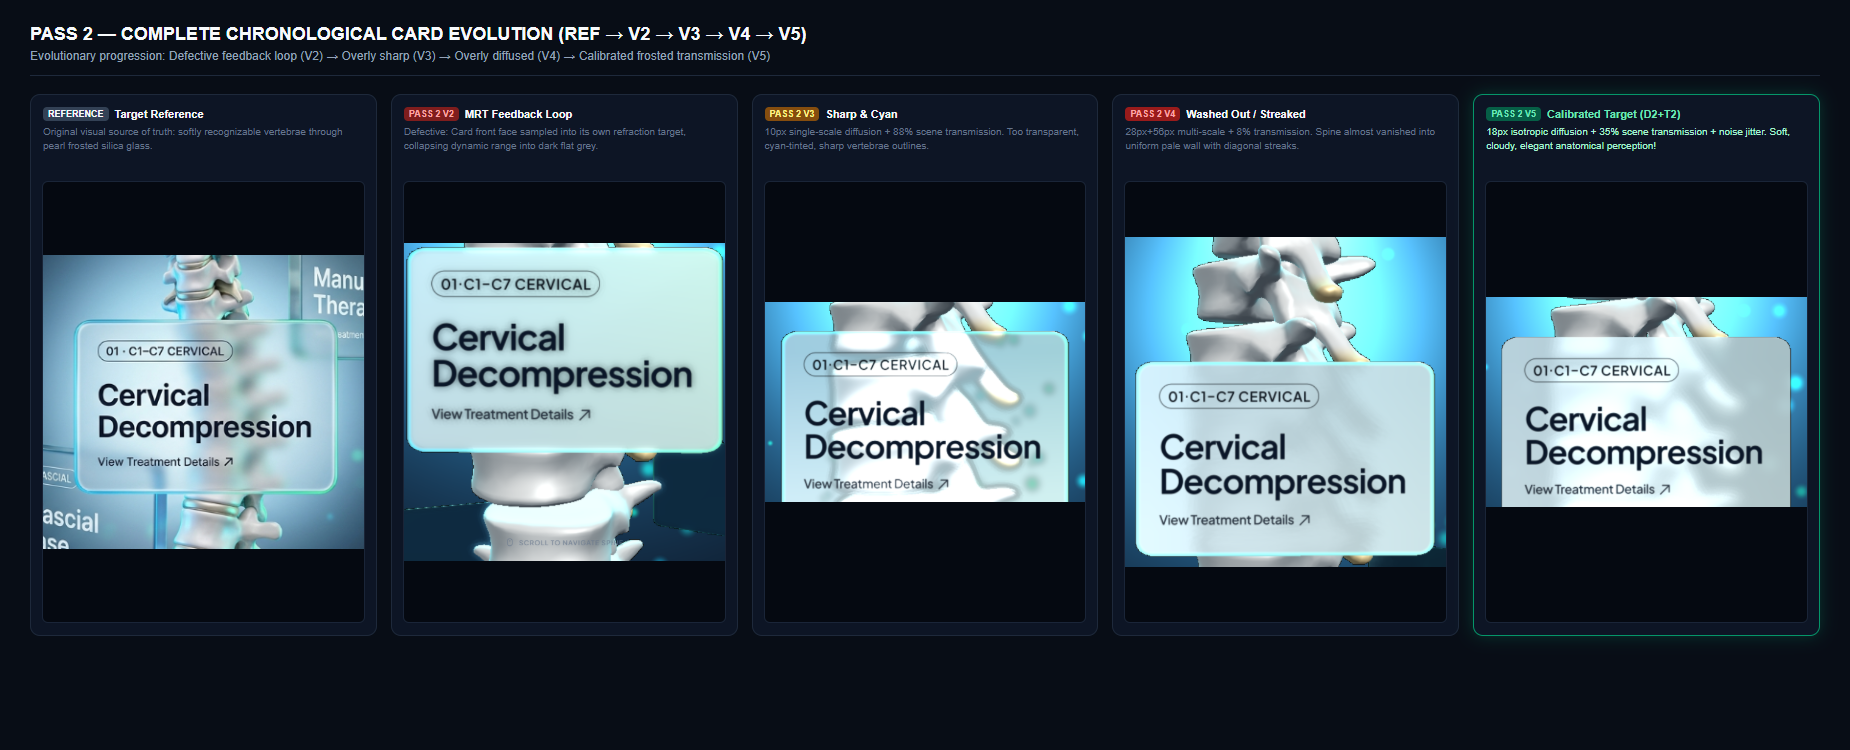 PASS 2 — COMPLETE CHRONOLOGICAL CARD EVOLUTION (REF → V2 → V3 → V4 → V5)
Evolutionary progression: Defective feedback loop (V2) → Overly sharp (V3) → Overly diffused (V4) → Calibrated frosted transmission (V5)
REFERENCE Target Reference
Original visual source of truth: softly recognizable vertebrae through
pearl frosted silica glass.
Manu
Thera
eatmen
01 · C1–C7 CERVICAL
Cervical
Decompression
View Treatment Details ↗
ASCIAL
ascial
se
PASS 2 V2 MRT Feedback Loop
Defective: Card front face sampled into its own refraction target,
collapsing dynamic range into dark flat grey.
01·C1–C7 CERVICAL
Cervical
Decompression
View Treatment Details ↗
SCROLL TO NAVIGATE
PASS 2 V3 Sharp & Cyan
10px single-scale diffusion + 88% scene transmission. Too transparent,
cyan-tinted, sharp vertebrae outlines.
01·C1–C7 CERVICAL
Cervical
Decompression
View Treatment Details ↗
PASS 2 V4 Washed Out / Streaked
28px+56px multi-scale + 8% transmission. Spine almost vanished into
uniform pale wall with diagonal streaks.
01·C1–C7 CERVICAL
Cervical
Decompression
View Treatment Details ↗
PASS 2 V5 Calibrated Target (D2+T2)
18px isotropic diffusion + 35% scene transmission + noise jitter. Soft,
cloudy, elegant anatomical perception!
01·C1–C7 CERVICAL
Cervical
Decompression
View Treatment Details ↗